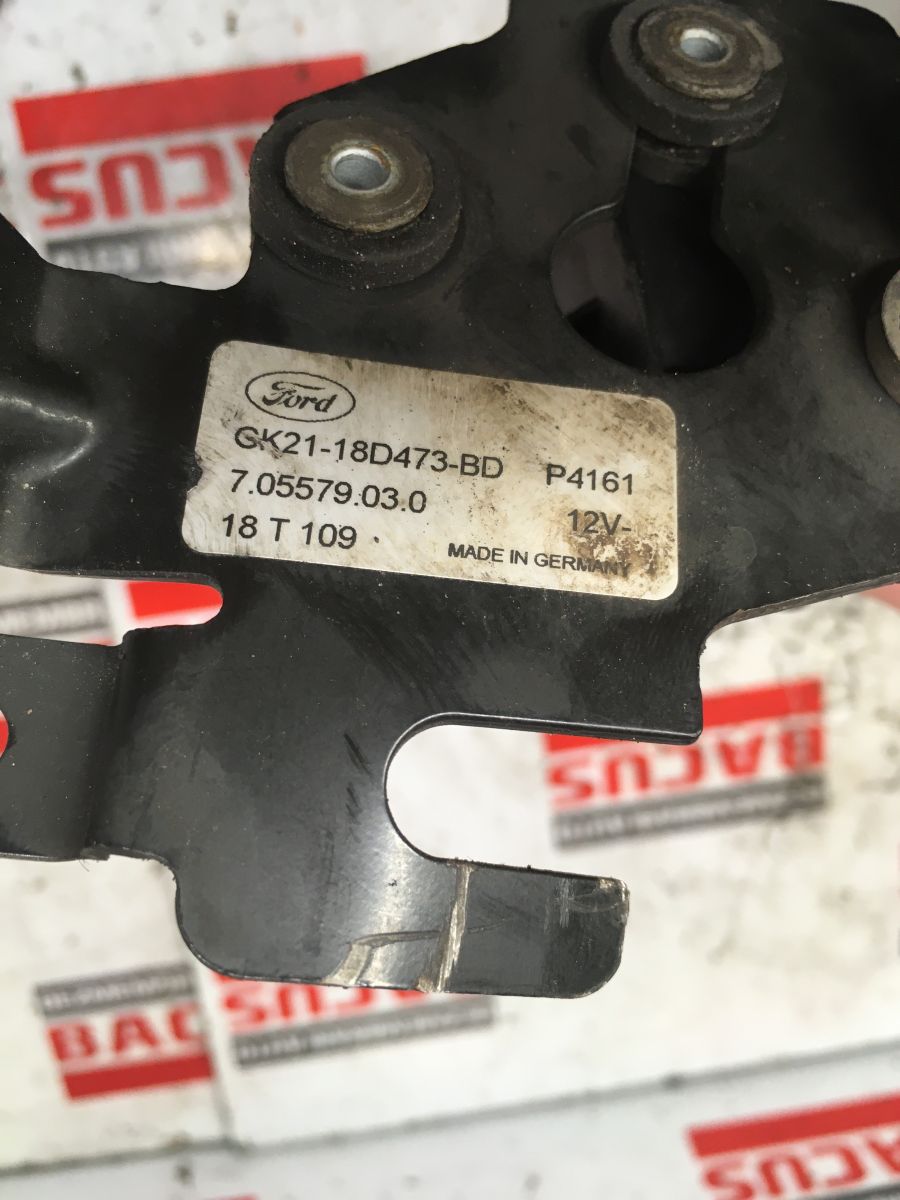 BACUS
Ford
GK21-18D473-BD P4161
7.05579.03.0 12V-
18 T 109
MADE IN GERMANY
BACUS
BAC
BACUS
BACUS